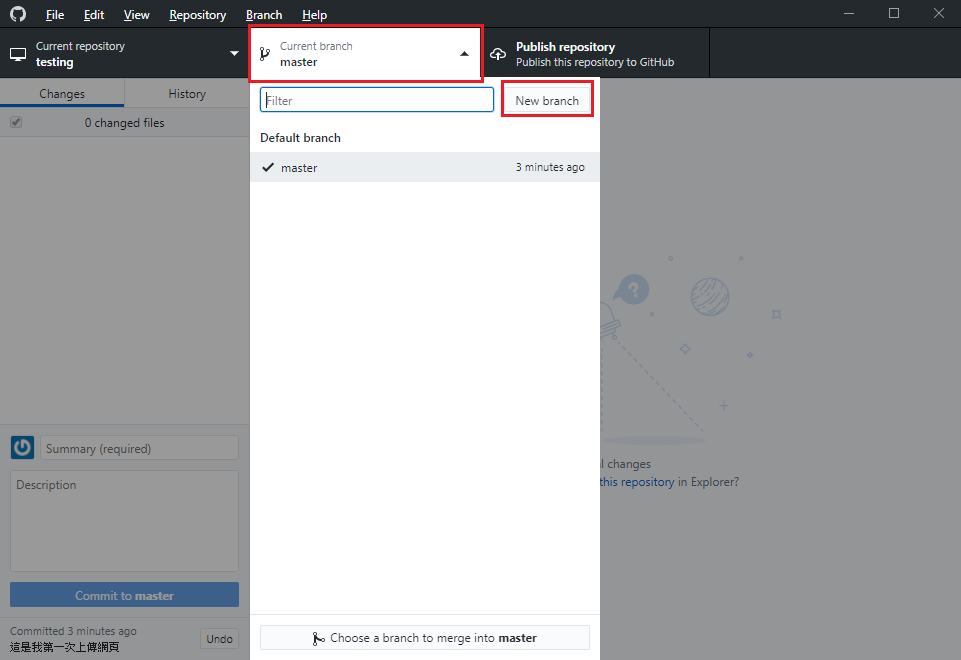 File Edit View Repository Branch Help
Current repository
testing
Current branch
master
Publish repository
Publish this repository to GitHub
Changes History
0 changed files
Filter
New branch
Default branch
master 3 minutes ago
l changes
this repository in Explorer?
Summary (required)
Description
Commit to master
Committed 3 minutes ago
這是我第一次上傳網頁
Undo
Choose a branch to merge into master